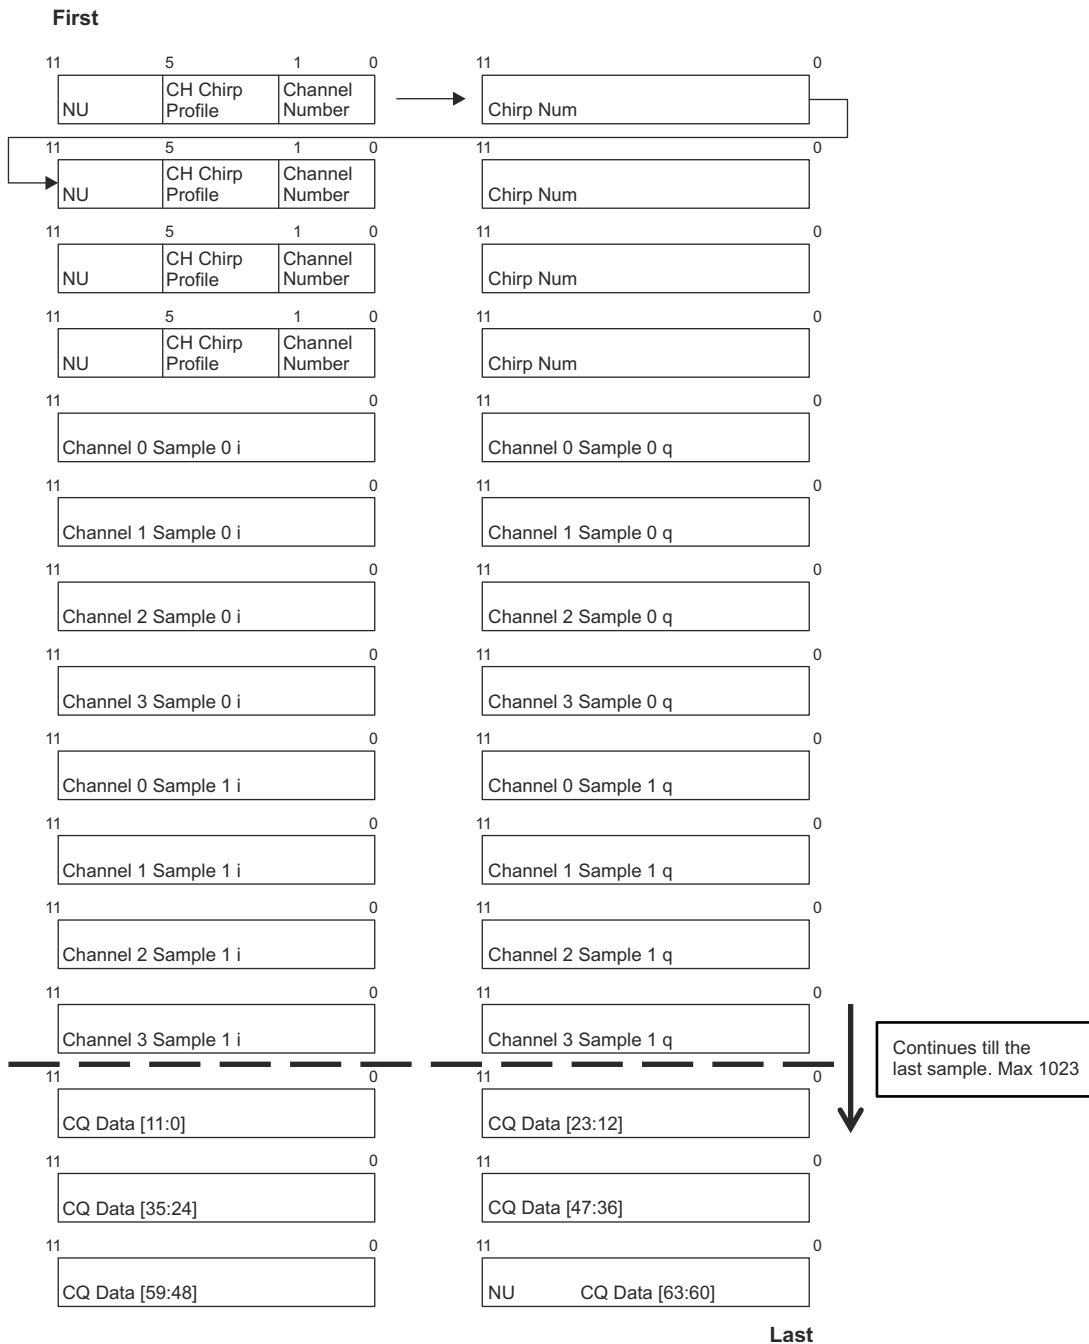 First
11 5 1 0 11 0
NU CH Chirp Profile Channel Number Chirp Num
11 5 1 0 11 0
NU CH Chirp Profile Channel Number Chirp Num
11 5 1 0 11 0
NU CH Chirp Profile Channel Number Chirp Num
11 5 1 0 11 0
NU CH Chirp Profile Channel Number Chirp Num
11 0 11 0
Channel 0 Sample 0 i Channel 0 Sample 0 q
11 0 11 0
Channel 1 Sample 0 i Channel 1 Sample 0 q
11 0 11 0
Channel 2 Sample 0 i Channel 2 Sample 0 q
11 0 11 0
Channel 3 Sample 0 i Channel 3 Sample 0 q
11 0 11 0
Channel 0 Sample 1 i Channel 0 Sample 1 q
11 0 11 0
Channel 1 Sample 1 i Channel 1 Sample 1 q
11 0 11 0
Channel 2 Sample 1 i Channel 2 Sample 1 q
11 0 11 0
Channel 3 Sample 1 i Channel 3 Sample 1 q
Continues till the
last sample. Max 1023
11 0 11 0
CQ Data [11:0] CQ Data [23:12]
11 0 11 0
CQ Data [35:24] CQ Data [47:36]
11 0 11 0
CQ Data [59:48] NU CQ Data [63:60]
Last